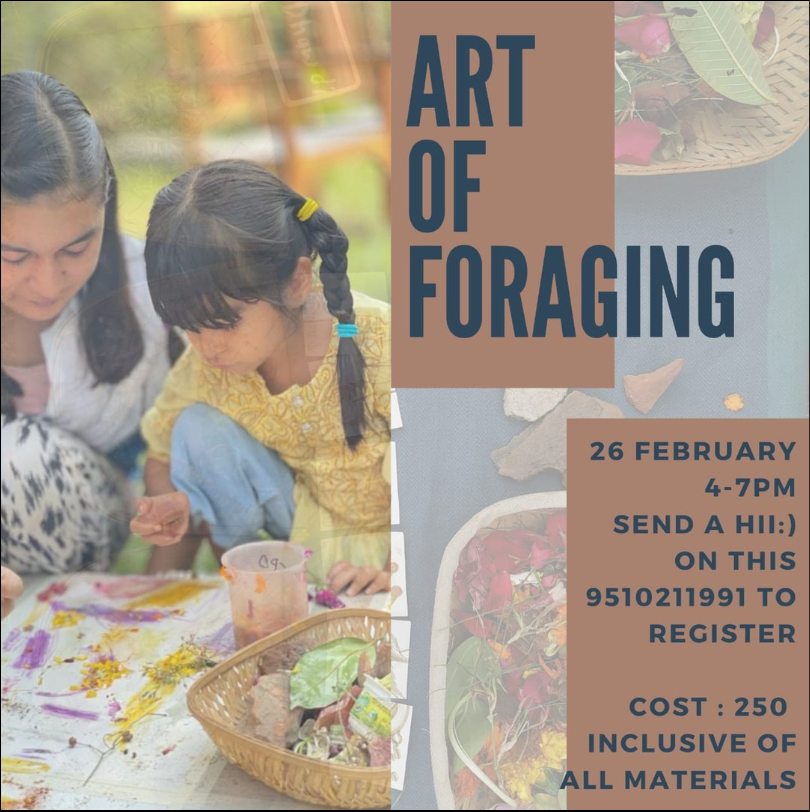 ART
OF
FORAGING
26 FEBRUARY
4-7PM
SEND A HII:)
ON THIS
9510211991 TO
REGISTER
COST : 250
INCLUSIVE OF
ALL MATERIALS